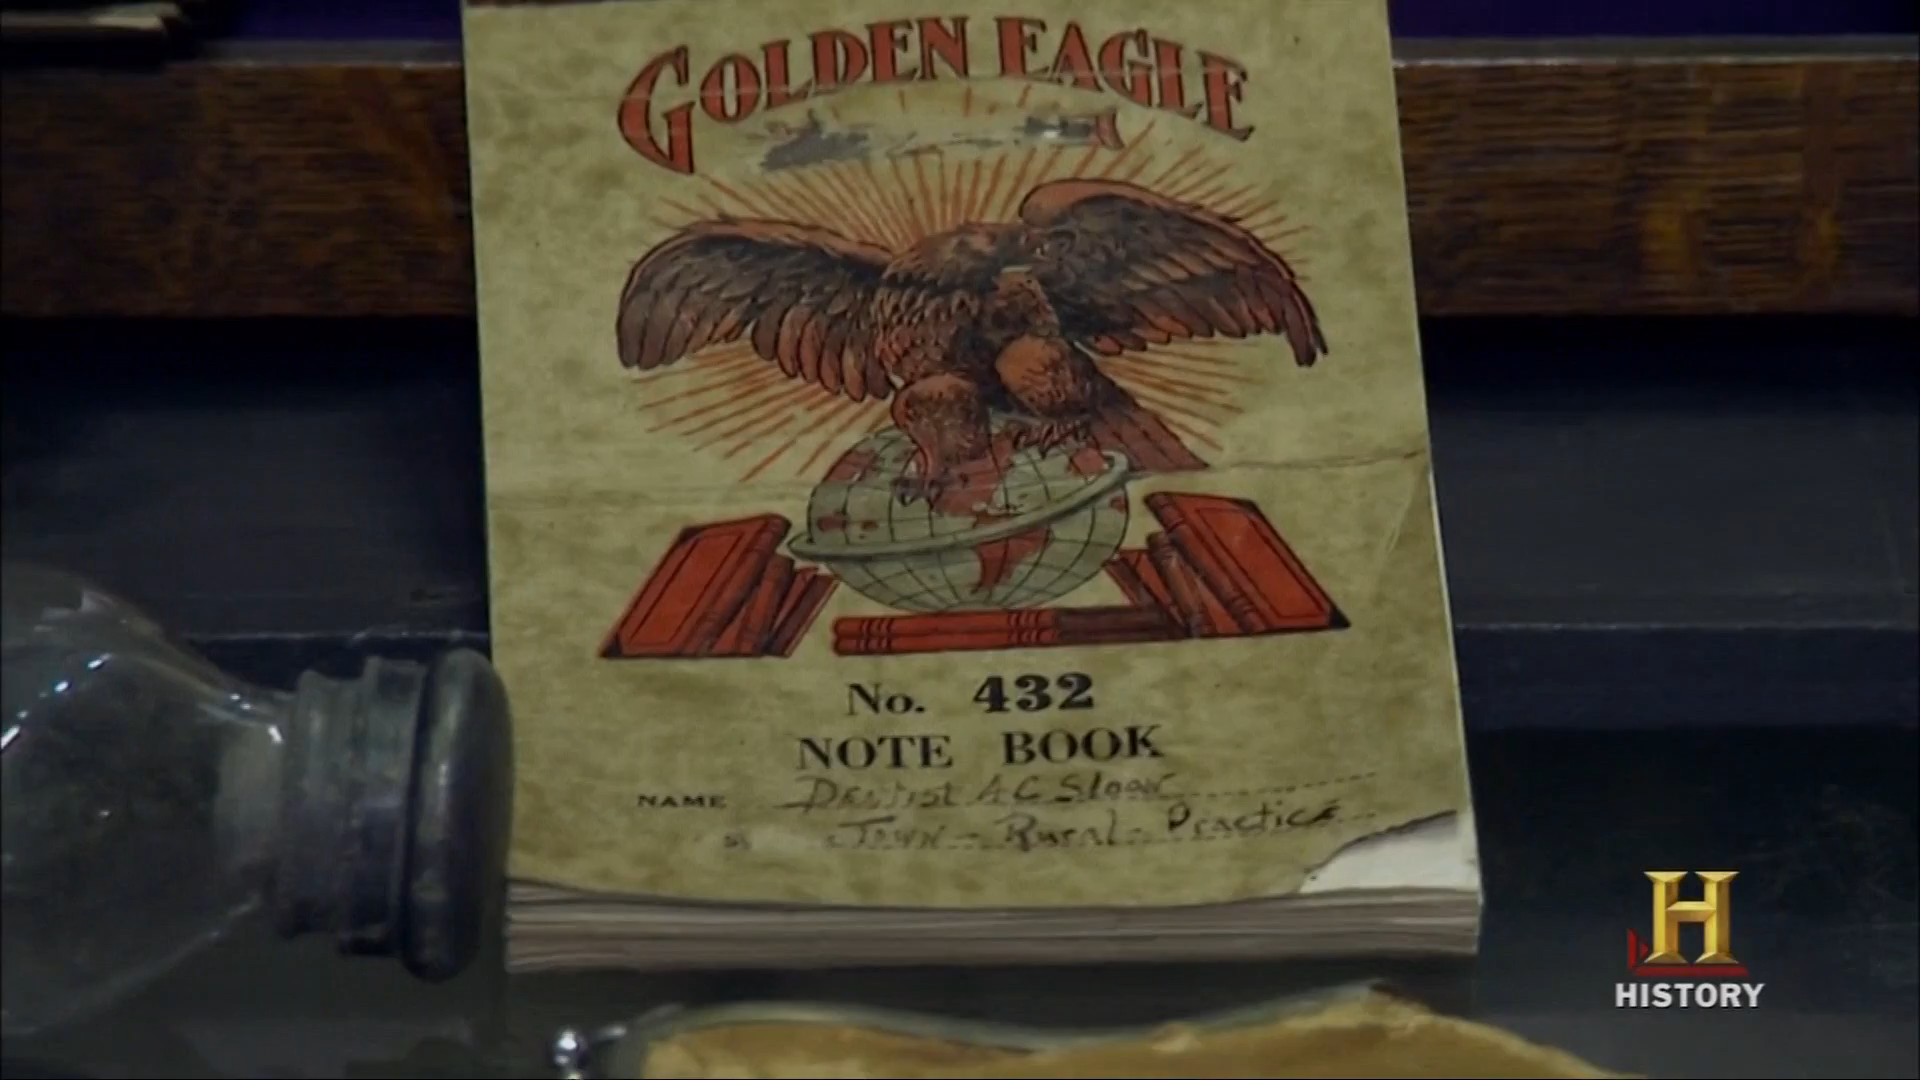 GOLDEN EAGLE
No. 432
NOTE BOOK
NAME Dentist A C Sloan
Town - Rural - Practice
HISTORY